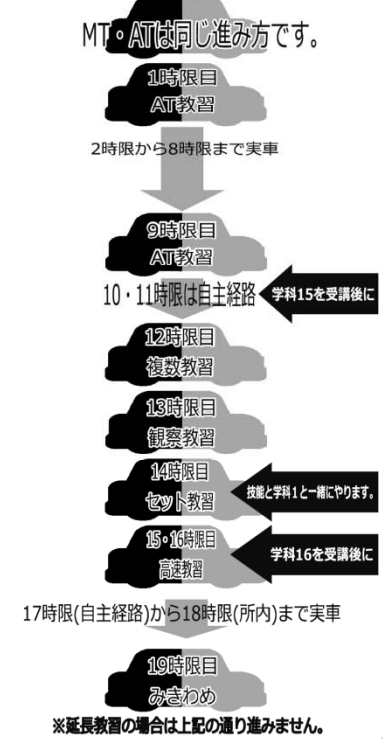 MT・ATは同じ進み方です。
1時限目
AT教習
2時限から8時限まで実車
9時限目
AT教習
10・11時限は自主経路
学科15を受講後に
12時限目
複数教習
13時限目
観察教習
14時限目
セット教習
技能と学科1と一緒にやります。
15・16時限目
高速教習
学科16を受講後に
17時限(自主経路)から18時限(所内)まで実車
19時限目
みきわめ
※延長教習の場合は上記の通り進みません。